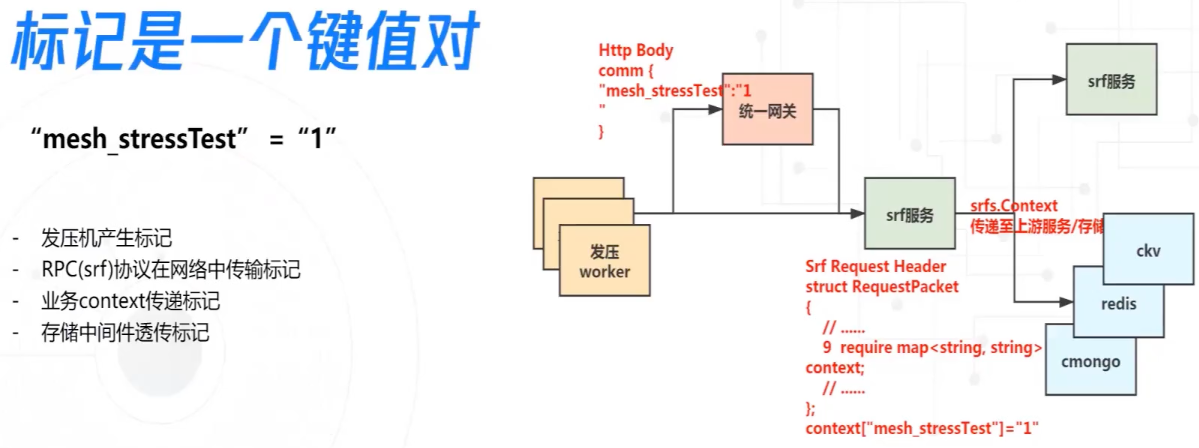 标记是一个键值对
“mesh_stressTest” = “1”
- 发压机产生标记
- RPC(srf)协议在网络中传输标记
- 业务context传递标记
- 存储中间件透传标记
Http Body
comm {
"mesh_stressTest":"1
"
}
统一网关
发压
worker
srf服务
srf服务
srfs.Context
传递至上游服务/存储
Srf Request Header
struct RequestPacket
{
// ......
9 require map<string, string>
context;
// ......
};
context["mesh_stressTest"]="1"
ckv
redis
cmongo